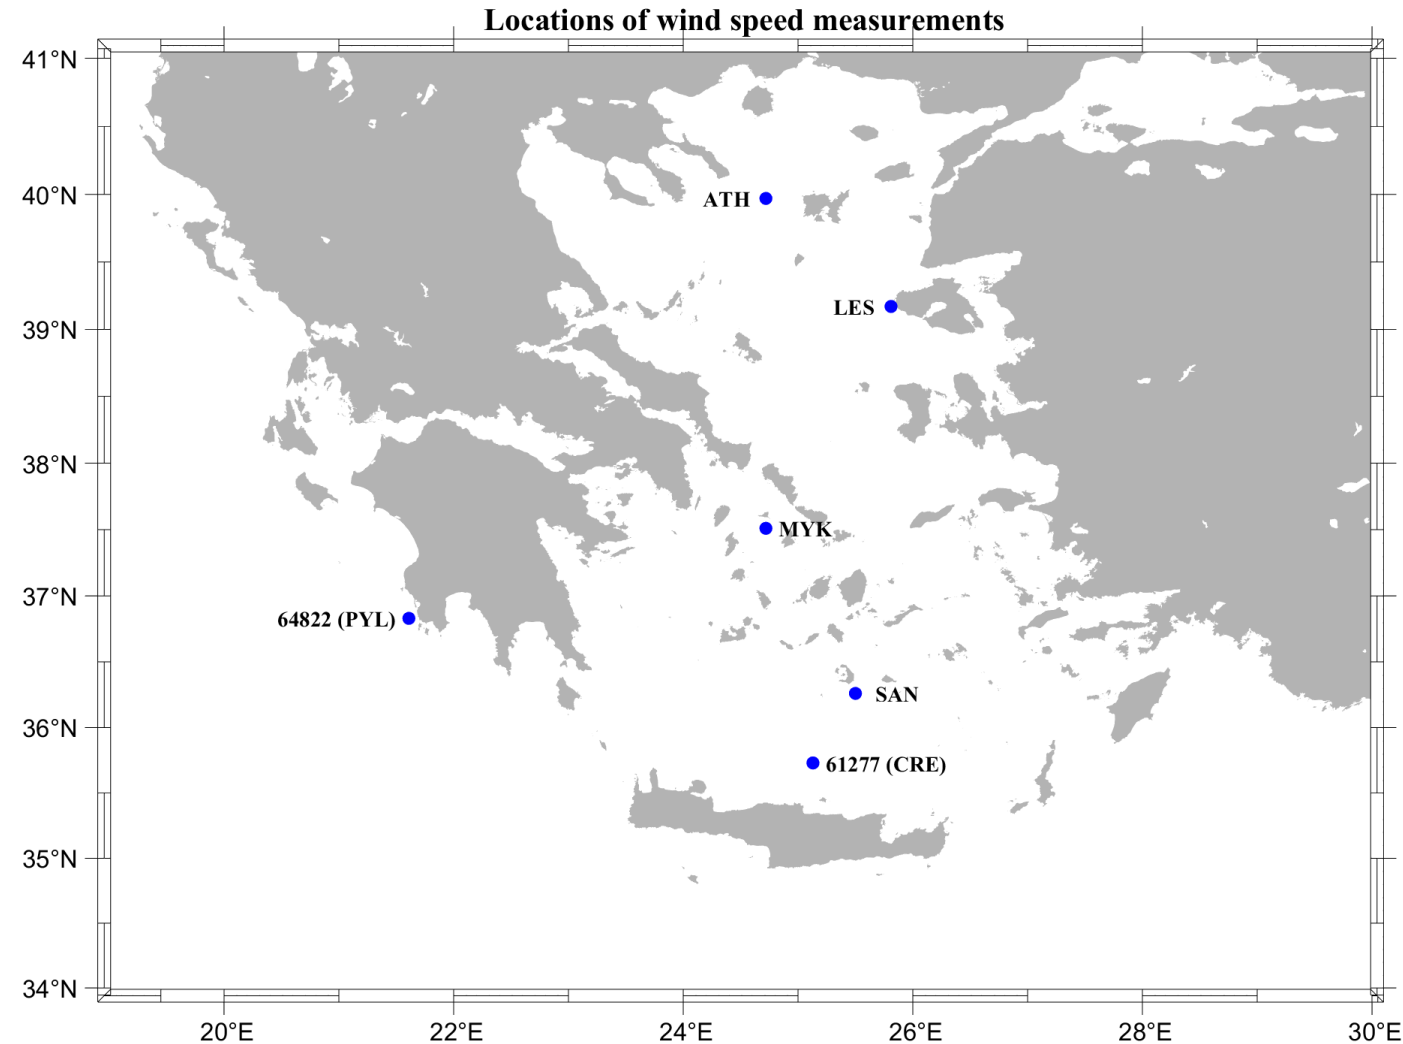 Locations of wind speed measurements
41°N
40°N
ATH
LES
39°N
38°N
MYK
37°N
64822 (PYL)
SAN
36°N
61277 (CRE)
35°N
34°N
20°E
22°E
24°E
26°E
28°E
30°E